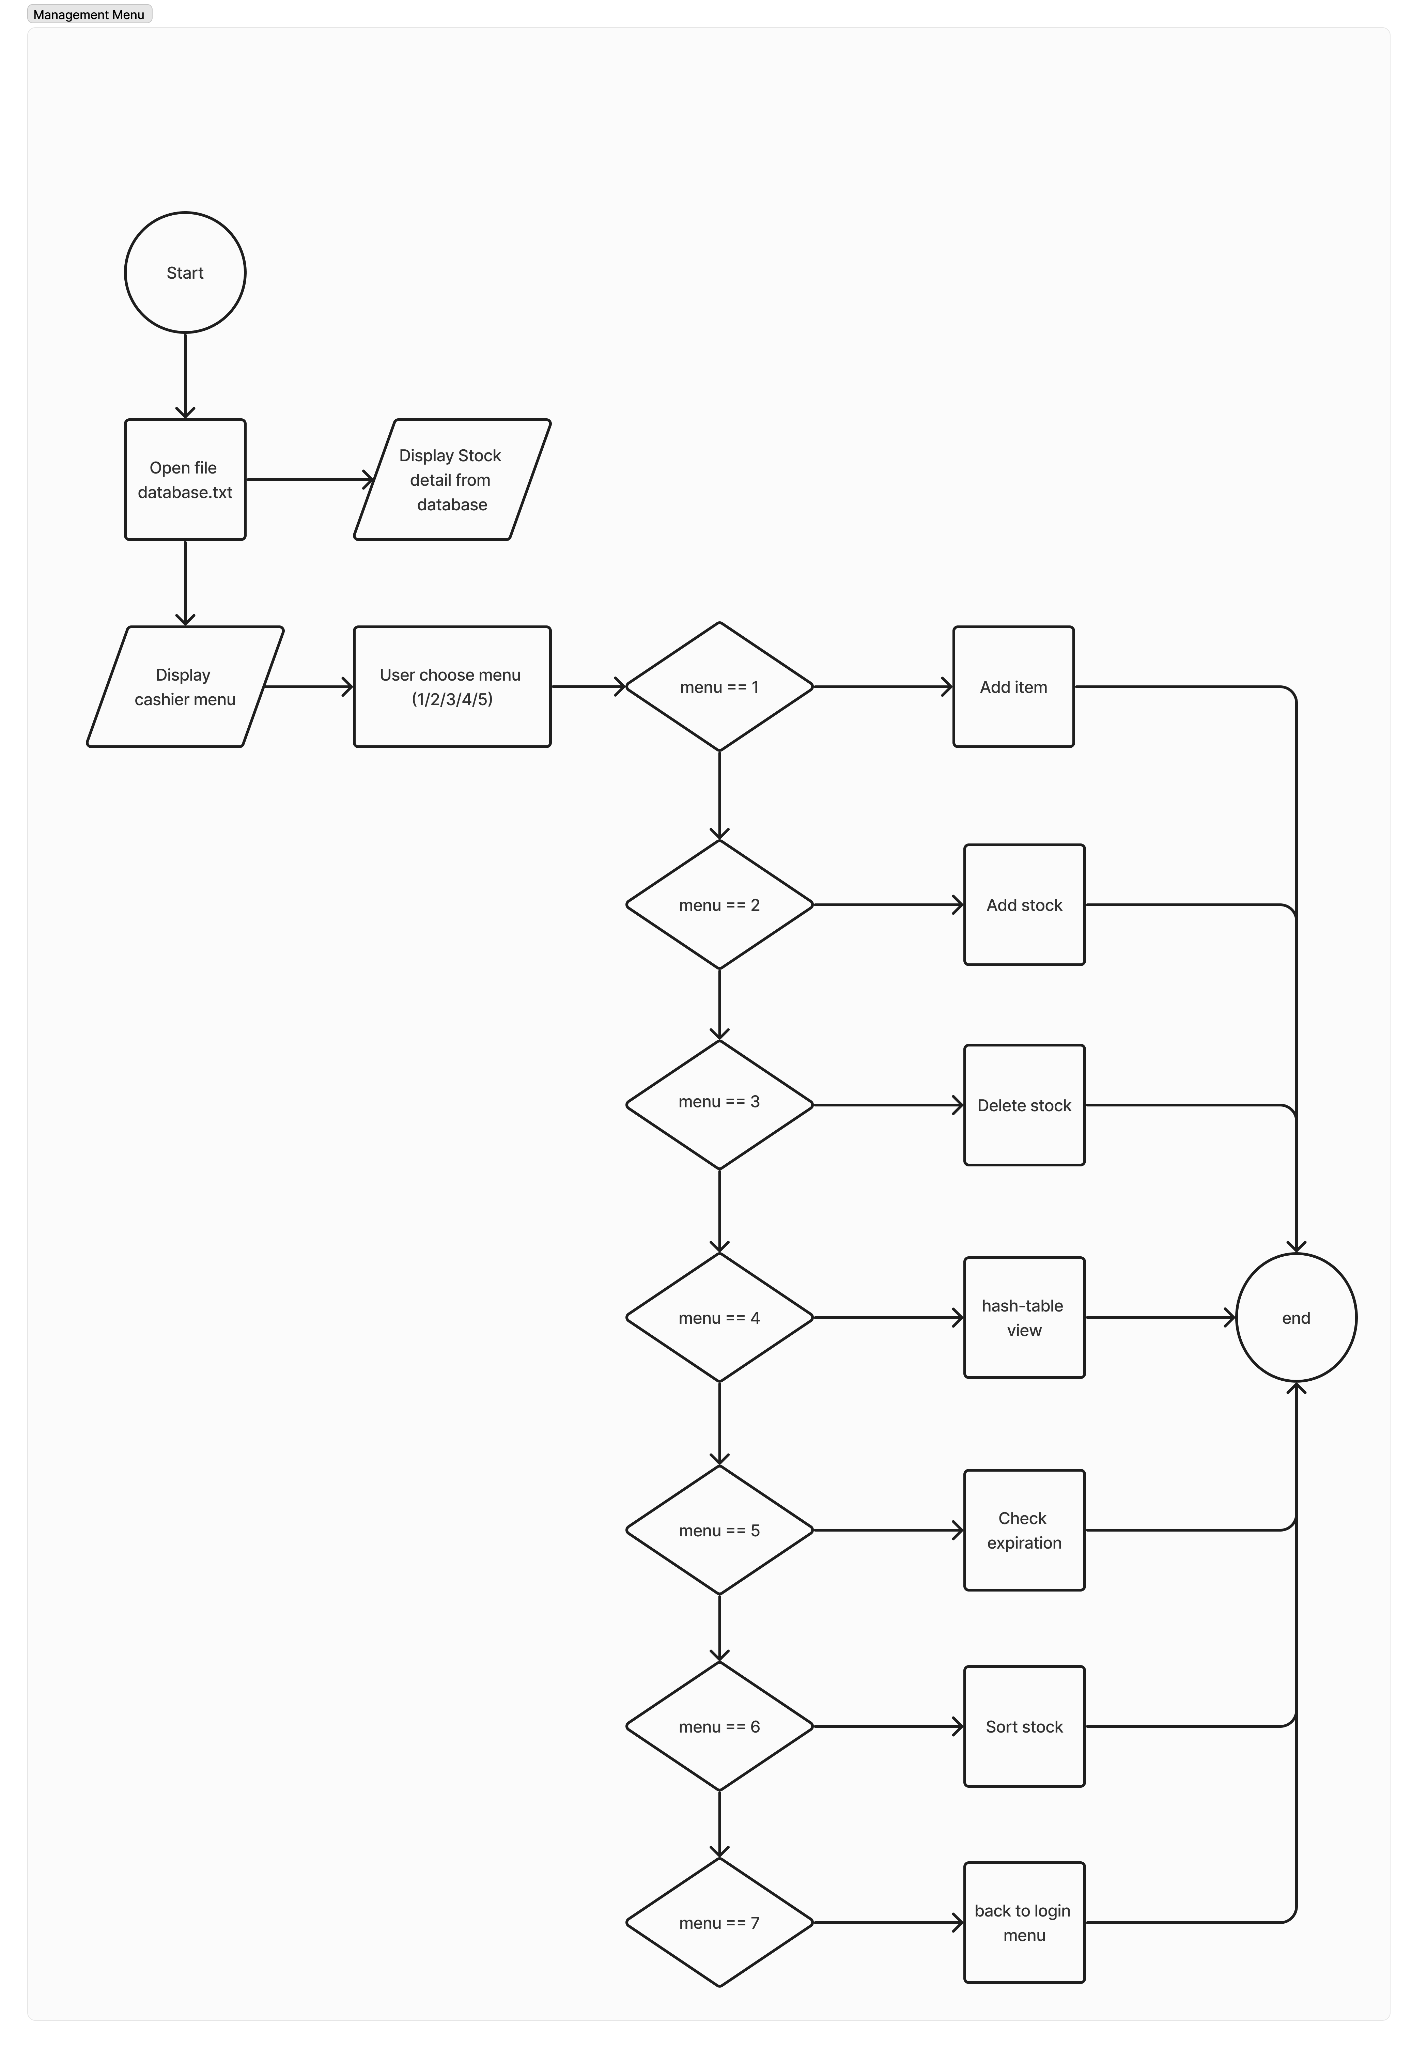 Management Menu
Start
Open file
database.txt
Display Stock
detail from
database
Display
cashier menu
User choose menu
(1/2/3/4/5)
menu == 1
Add item
menu == 2
Add stock
menu == 3
Delete stock
menu == 4
hash-table
view
end
menu == 5
Check
expiration
menu == 6
Sort stock
menu == 7
back to login
menu